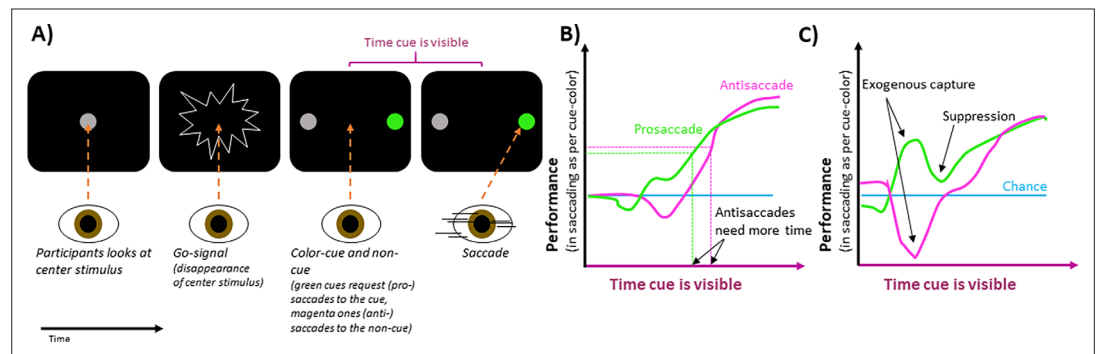 A)
Time cue is visible
Participants looks at
center stimulus
Go-signal
(disappearance
of center stimulus)
Color-cue and non-
cue
(green cues request (pro-)
saccades to the cue,
magenta ones (anti-)
saccades to the non-cue)
Saccade
Time
B)
Performance
(in saccading as per cue-color)
Antisaccade
Prosaccade
Antisaccades
need more time
Time cue is visible
C)
Performance
(in saccading as per cue-color)
Exogenous capture
Suppression
Chance
Time cue is visible